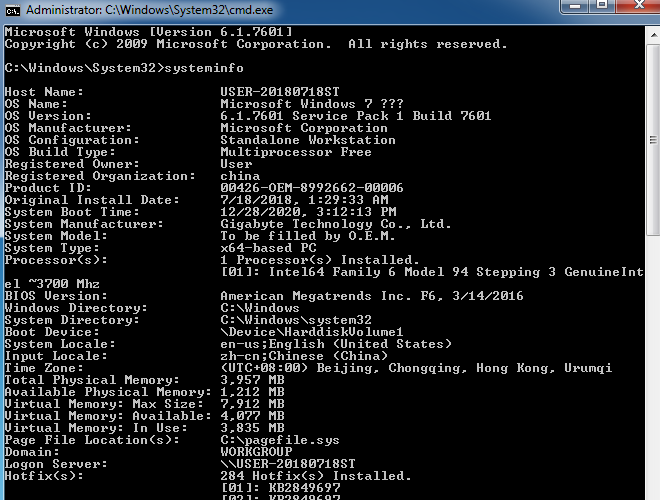 Administrator: C:\Windows\System32\cmd.exe
Microsoft Windows [Version 6.1.7601]
Copyright (c) 2009 Microsoft Corporation.  All rights reserved.
C:\Windows\System32>systeminfo
Host Name: USER-20180718ST
OS Name: Microsoft Windows 7 ???
OS Version: 6.1.7601 Service Pack 1 Build 7601
OS Manufacturer: Microsoft Corporation
OS Configuration: Standalone Workstation
OS Build Type: Multiprocessor Free
Registered Owner: User
Registered Organization: china
Product ID: 00426-OEM-8992662-00006
Original Install Date: 7/18/2018, 1:29:33 AM
System Boot Time: 12/28/2020, 3:12:13 PM
System Manufacturer: Gigabyte Technology Co., Ltd.
System Model: To be filled by O.E.M.
System Type: x64-based PC
Processor(s): 1 Processor(s) Installed.
[01]: Intel64 Family 6 Model 94 Stepping 3 GenuineInt
el ~3700 Mhz
BIOS Version: American Megatrends Inc. F6, 3/14/2016
Windows Directory: C:\Windows
System Directory: C:\Windows\system32
Boot Device: \Device\HarddiskVolume1
System Locale: en-us;English (United States)
Input Locale: zh-cn;Chinese (China)
Time Zone: (UTC+08:00) Beijing, Chongqing, Hong Kong, Urumqi
Total Physical Memory: 3,957 MB
Available Physical Memory: 1,212 MB
Virtual Memory: Max Size: 7,912 MB
Virtual Memory: Available: 4,077 MB
Virtual Memory: In Use: 3,835 MB
Page File Location(s): C:\pagefile.sys
Domain: WORKGROUP
Logon Server: \\USER-20180718ST
Hotfix(s): 284 Hotfix(s) Installed.
[01]: KB2849697
[02]: KB2849696